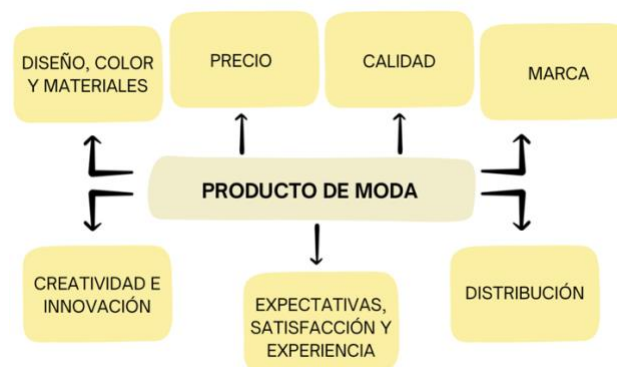 DISEÑO, COLOR
Y MATERIALES
PRECIO
CALIDAD
MARCA
PRODUCTO DE MODA
CREATIVIDAD E
INNOVACIÓN
EXPECTATIVAS,
SATISFACCIÓN Y
EXPERIENCIA
DISTRIBUCIÓN